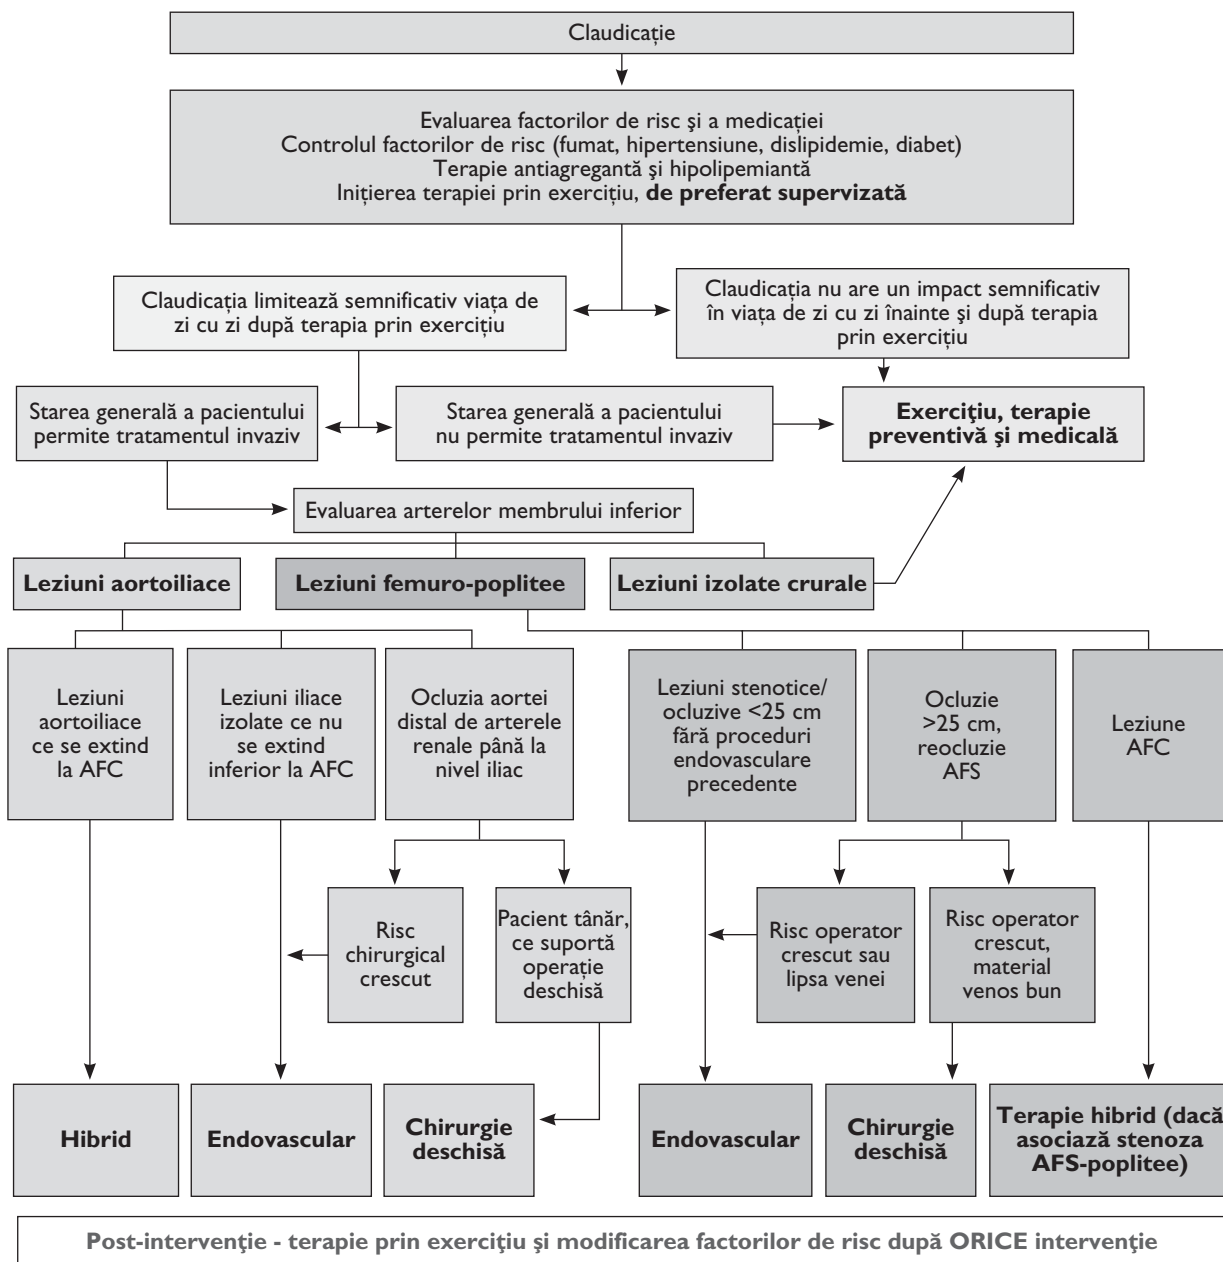 Claudicație
Evaluarea factorilor de risc și a medicației
Controlul factorilor de risc (fumat, hipertensiune, dislipidemie, diabet)
Terapie antiagregantă și hipolipemiantă
Inițierea terapiei prin exercițiu, de preferat supervizată
Claudicația limitează semnificativ viața de
zi cu zi după terapia prin exercițiu
Claudicația nu are un impact semnificativ
în viața de zi cu zi înainte și după terapia
prin exercițiu
Starea generală a pacientului
permite tratamentul invaziv
Starea generală a pacientului
nu permite tratamentul invaziv
Exerciţiu, terapie
preventivă şi medicală
Evaluarea arterelor membrului inferior
Leziuni aortoiliace
Leziuni femuro-poplitee
Leziuni izolate crurale
Leziuni
aortoiliace
ce se extind
la AFC
Leziuni iliace
izolate ce nu
se extind
inferior la AFC
Ocluzia aortei
distal de arterele
renale până la
nivel iliac
Leziuni stenotice/
ocluzive <25 cm
fără proceduri
endovasculare
precedente
Ocluzie
>25 cm,
reocluzie
AFS
Leziune
AFC
Risc
chirurgical
crescut
Pacient tânăr,
ce suportă
operație
deschisă
Risc operator
crescut sau
lipsa venei
Risc operator
crescut,
material
venos bun
Hibrid
Endovascular
Chirurgie
deschisă
Endovascular
Chirurgie
deschisă
Terapie hibrid (dacă
asociază stenoza
AFS-poplitee)
Post-intervenţie - terapie prin exerciţiu şi modificarea factorilor de risc după ORICE intervenţie